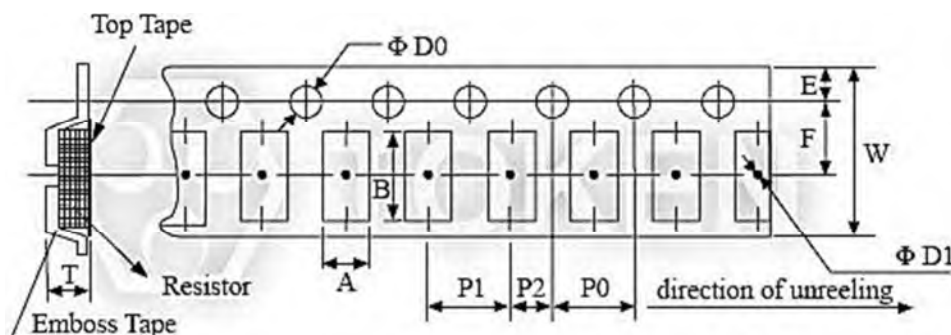 Top Tape
Φ D0
E
F
W
B
Φ D1
T
Resistor
A
P1
P2
P0
direction of unreeling
Emboss Tape